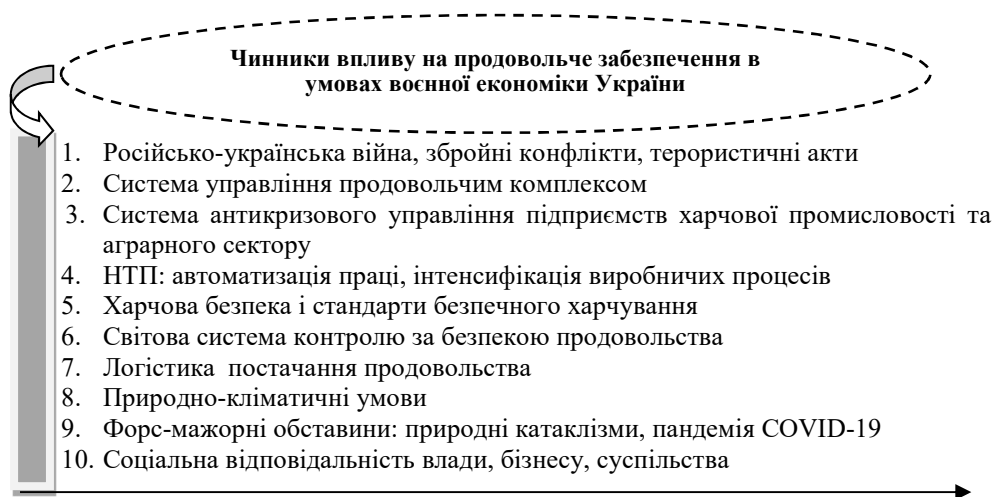 Чинники впливу на продовольче забезпечення в
умовах воєнної економіки України
1. Російсько-українська війна, збройні конфлікти, терористичні акти
2. Система управління продовольчим комплексом
3. Система антикризового управління підприємств харчової промисловості та
аграрного сектору
4. НТП: автоматизація праці, інтенсифікація виробничих процесів
5. Харчова безпека і стандарти безпечного харчування
6. Світова система контролю за безпекою продовольства
7. Логістика постачання продовольства
8. Природно-кліматичні умови
9. Форс-мажорні обставини: природні катаклізми, пандемія COVID-19
10. Соціальна відповідальність влади, бізнесу, суспільства